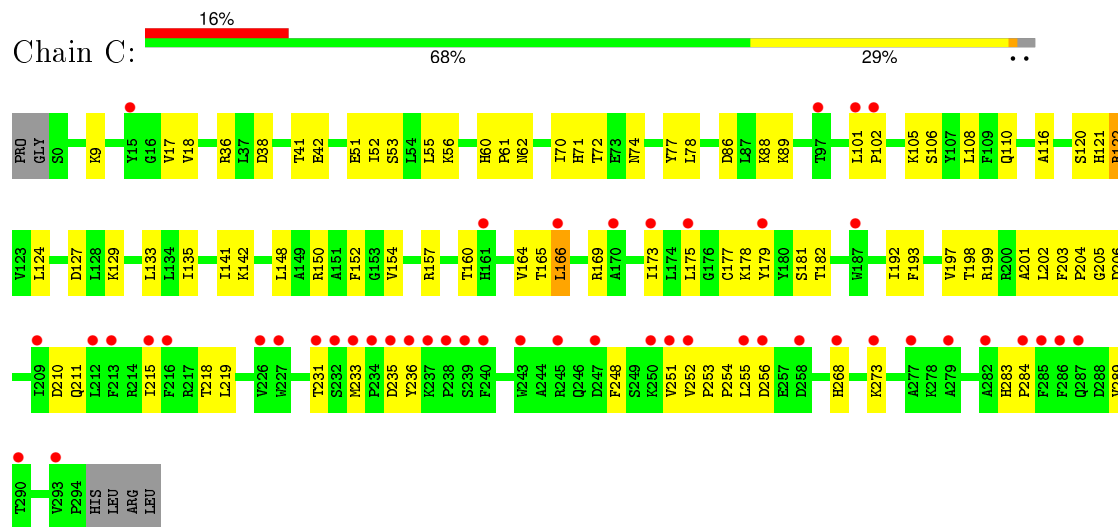 16%
Chain C:
68% 29% • •
PRO GLY S0 K9 Y15 G16 V17 V18 R36 L37 D38 T41 E42 E51 I52 S53 L54 L55 K56 H60 P61 N62 I70 H71 T72 E73 N74 Y77 L78 D86 L87 K88 K89 T97 L101 P102 K105 S106 Y107 L108 F109 Q110 A116 S120 H121 R122
V123 L124 D127 L128 K129 L133 L134 I135 I141 K142 L148 A149 R150 A151 F152 G153 V154 R157 T160 H161 V164 T165 L166 R169 A170 I173 L174 L175 G176 C177 K178 Y179 Y180 S181 T182 W187 I192 F193 V197 T198 R199 R200 A201 L202 F203 P204 G205 D206
I209 D210 Q211 L212 F213 R214 I215 F216 R217 T218 L219 V226 W227 T231 S232 M233 P234 D235 Y236 K237 P238 S239 F240 W243 A244 R245 Q246 D247 F248 S249 K250 V251 V252 P253 P254 L255 D256 E257 D258 H268 K273 A277 K278 A279 A282 H283 P284 F285 F286 Q287 D288 V289
T290 V293 P294 HIS LEU ARG LEU